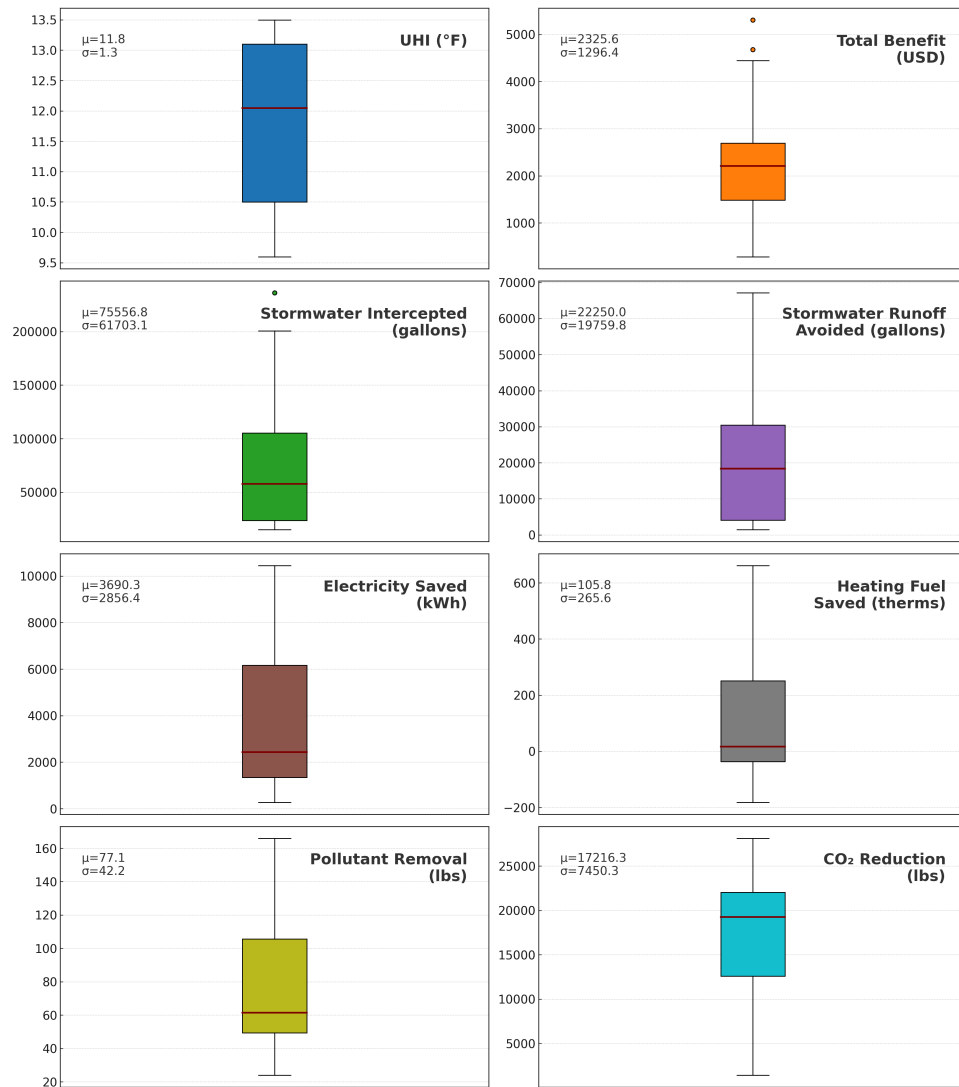 13.5
13.0
12.5
12.0
11.5
11.0
10.5
10.0
9.5
μ=11.8
σ=1.3
UHI (°F)
5000
4000
3000
2000
1000
μ=2325.6
σ=1296.4
Total Benefit
(USD)
200000
150000
100000
50000
μ=75556.8
σ=61703.1
Stormwater Intercepted
(gallons)
70000
60000
50000
40000
30000
20000
10000
0
μ=22250.0
σ=19759.8
Stormwater Runoff
Avoided (gallons)
10000
8000
6000
4000
2000
0
μ=3690.3
σ=2856.4
Electricity Saved
(kWh)
600
400
200
0
−200
μ=105.8
σ=265.6
Heating Fuel
Saved (therms)
160
140
120
100
80
60
40
20
μ=77.1
σ=42.2
Pollutant Removal
(lbs)
25000
20000
15000
10000
5000
μ=17216.3
σ=7450.3
CO₂ Reduction
(lbs)